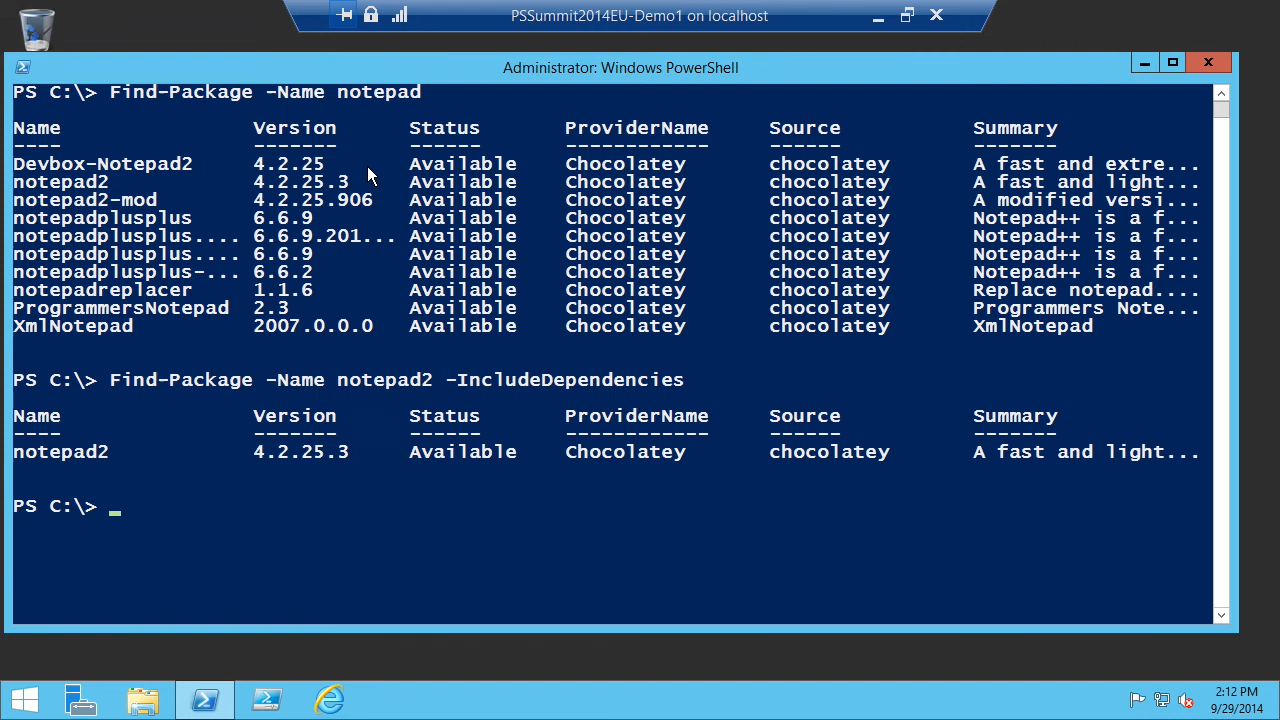 PSSummit2014EU-Demo1 on localhost
Administrator: Windows PowerShell
PS C:\> Find-Package -Name notepad
Name Version Status ProviderName Source Summary
---- ------- ------ ------------ ------ -------
Devbox-Notepad2 4.2.25 Available Chocolatey chocolatey A fast and extre...
notepad2 4.2.25.3 Available Chocolatey chocolatey A fast and light...
notepad2-mod 4.2.25.906 Available Chocolatey chocolatey A modified versi...
notepadplusplus 6.6.9 Available Chocolatey chocolatey Notepad++ is a f...
notepadplusplus.... 6.6.9.201... Available Chocolatey chocolatey Notepad++ is a f...
notepadplusplus.... 6.6.9 Available Chocolatey chocolatey Notepad++ is a f...
notepadplusplus-... 6.6.2 Available Chocolatey chocolatey Notepad++ is a f...
notepadreplacer 1.1.6 Available Chocolatey chocolatey Replace notepad....
ProgrammersNotepad 2.3 Available Chocolatey chocolatey Programmers Note...
XmlNotepad 2007.0.0.0 Available Chocolatey chocolatey XmlNotepad
PS C:\> Find-Package -Name notepad2 -IncludeDependencies
Name Version Status ProviderName Source Summary
---- ------- ------ ------------ ------ -------
notepad2 4.2.25.3 Available Chocolatey chocolatey A fast and light...
PS C:\>
2:12 PM
9/29/2014